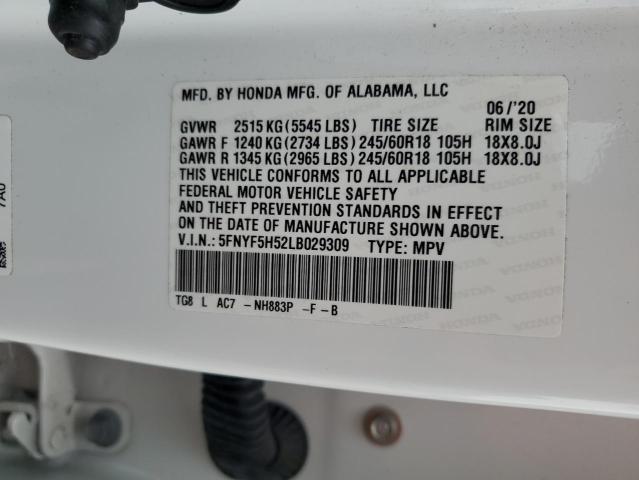 MFD. BY HONDA MFG. OF ALABAMA, LLC
06/'20
GVWR 2515 KG (5545 LBS) TIRE SIZE RIM SIZE
GAWR F 1240 KG (2734 LBS) 245/60R18 105H 18X8.0J
GAWR R 1345 KG (2965 LBS) 245/60R18 105H 18X8.0J
THIS VEHICLE CONFORMS TO ALL APPLICABLE
FEDERAL MOTOR VEHICLE SAFETY
AND THEFT PREVENTION STANDARDS IN EFFECT
ON THE DATE OF MANUFACTURE SHOWN ABOVE.
V.I.N.: 5FNYF5H52LB029309 TYPE: MPV
TG8 L AC7 - NH883P - F - B
7A0